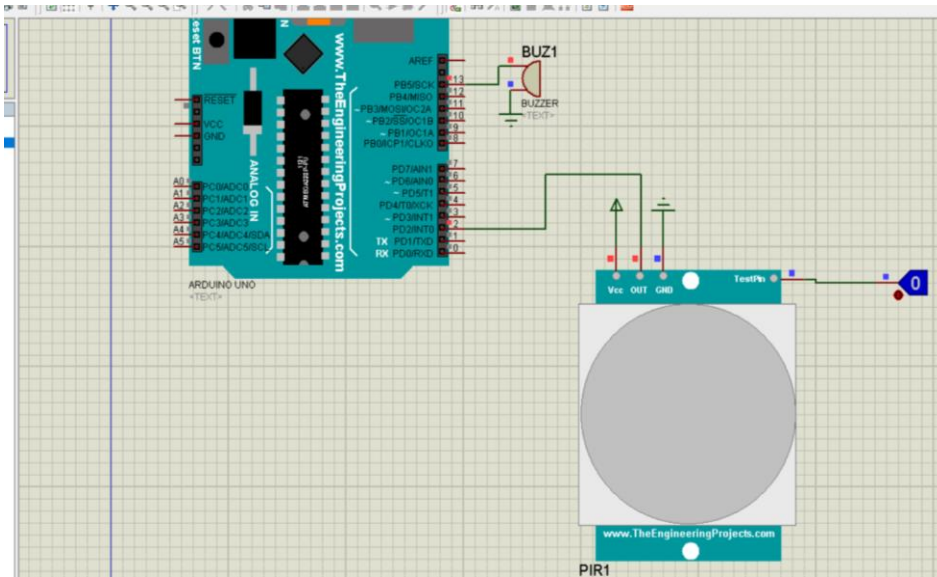 Reset BTN
www.TheEngineeringProjects.com
AREF
PB5/SCK 13
PB4/MISO 12
~PB3/MOSI/OC2A 11
~PB2/SS/OC1B 10
~PB1/OC1A 9
PB0/ICP1/CLKO 8
BUZ1
BUZZER
<TEXT>
RESET
VCC
GND
ANALOG IN
A0 PC0/ADC0
A1 PC1/ADC1
A2 PC2/ADC2
A3 PC3/ADC3
A4 PC4/ADC4/SDA
A5 PC5/ADC5/SCL
PD7/AIN1 7
~PD6/AIN0 6
~PD5/T1 5
PD4/T0/XCK 4
~PD3/INT1 3
PD2/INT0 2
TX PD1/TXD 1
RX PD0/RXD 0
ARDUINO UNO
<TEXT>
Vcc OUT GND
TestPin
0
www.TheEngineeringProjects.com
PIR1